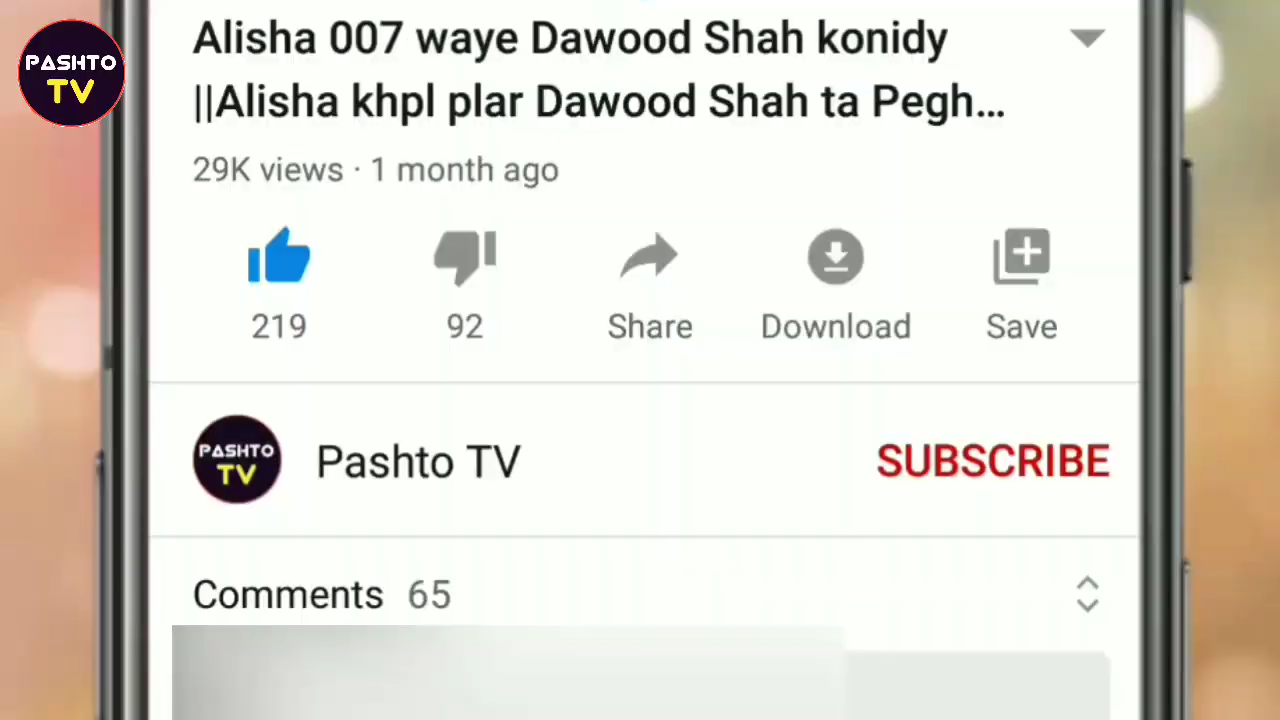 PASHTO
TV
Alisha 007 waye Dawood Shah konidy
||Alisha khpl plar Dawood Shah ta Pegh...
29K views · 1 month ago
219
92
Share
Download
Save
PASHTO
TV
Pashto TV
SUBSCRIBE
Comments 65